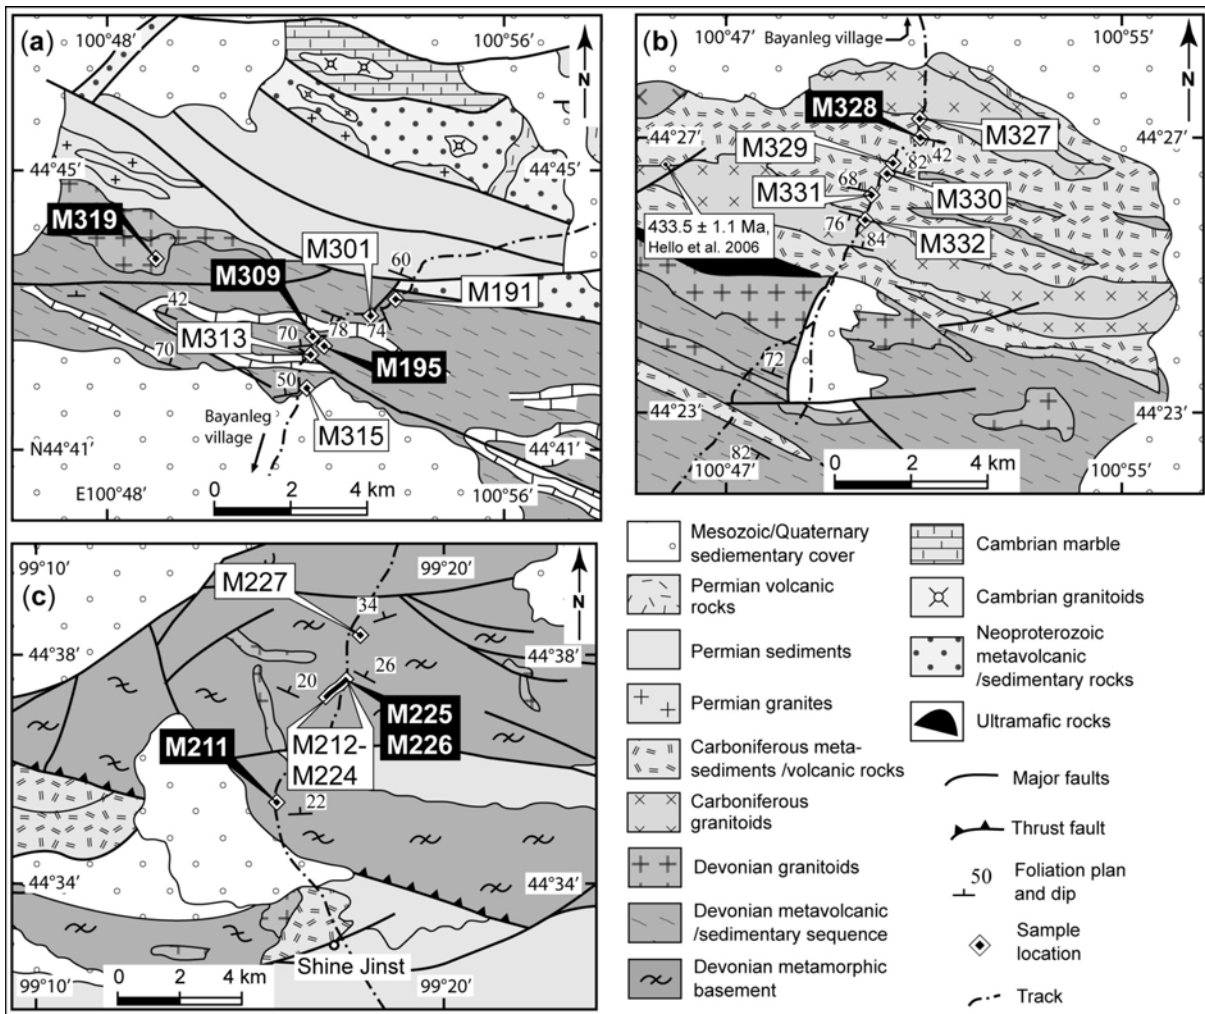 (a)
100°48′
100°56′
N
44°45′
44°45′
M319
M301
60
M309
M191
42
70
78
74
M313
70
M195
50
Bayanleg
village
M315
N44°41′
44°41′
E100°48′
100°56′
0 2 4 km
(b)
100°47′
Bayanleg village
100°55′
N
M328
44°27′
44°27′
M327
M329
82
42
68
M331
M330
76
433.5 ± 1.1 Ma,
Hello et al. 2006
84
M332
72
44°23′
44°23′
82
100°47′
100°55′
0 2 4 km
(c)
99°10′
99°20′
M227
N
34
44°38′
44°38′
26
20
M225
M226
M211
M212-
M224
22
44°34′
44°34′
Shine Jinst
0 2 4 km
99°10′
99°20′
Mesozoic/Quaternary
sediementary cover
Permian volcanic
rocks
Permian sediments
Permian granites
Carboniferous meta-
sediments /volcanic rocks
Carboniferous
granitoids
Devonian granitoids
Devonian metavolcanic
/sedimentary sequence
Devonian metamorphic
basement
Cambrian marble
Cambrian granitoids
Neoproterozoic
metavolcanic
/sedimentary rocks
Ultramafic rocks
Major faults
Thrust fault
50
Foliation plan
and dip
Sample
location
Track